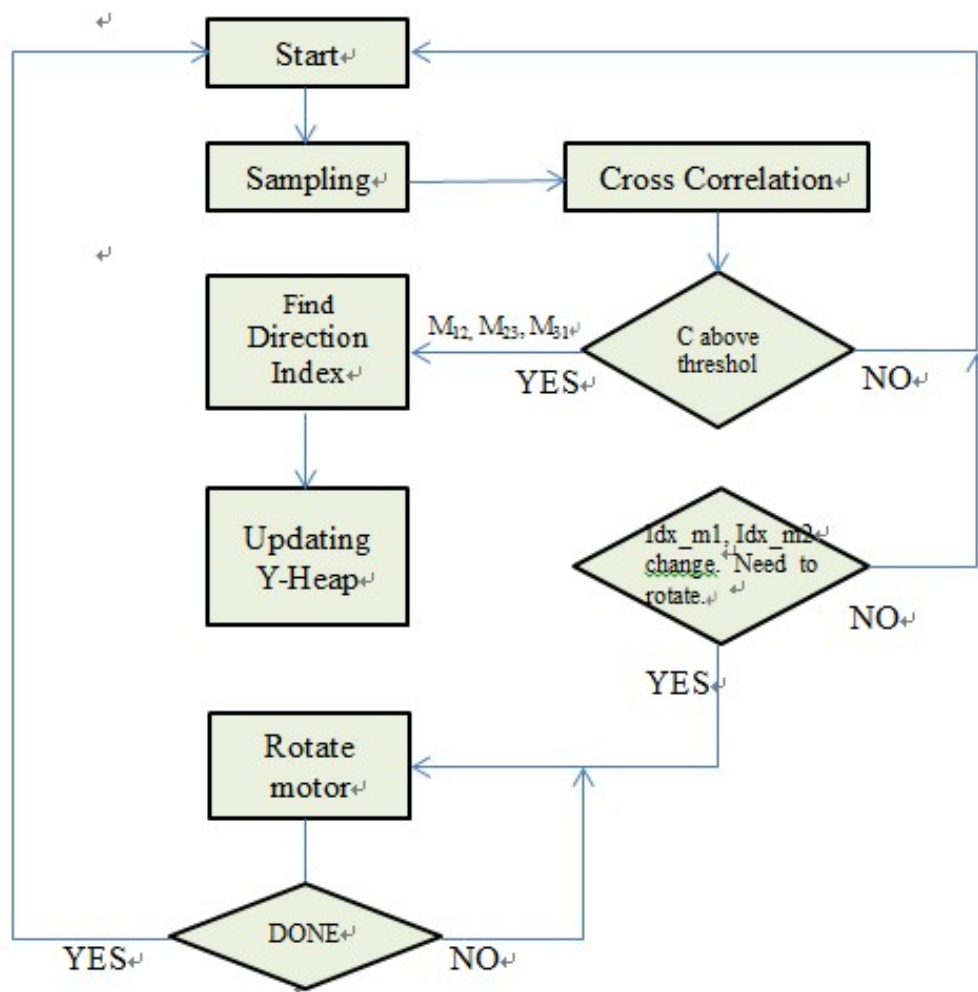 Start
Sampling
Cross Correlation
Find
Direction
Index
M12, M23, M31
YES
C above
threshol
NO
Updating
Y-Heap
Idx_m1, Idx_m2
change. Need to
rotate.
NO
YES
Rotate
motor
DONE
YES
NO